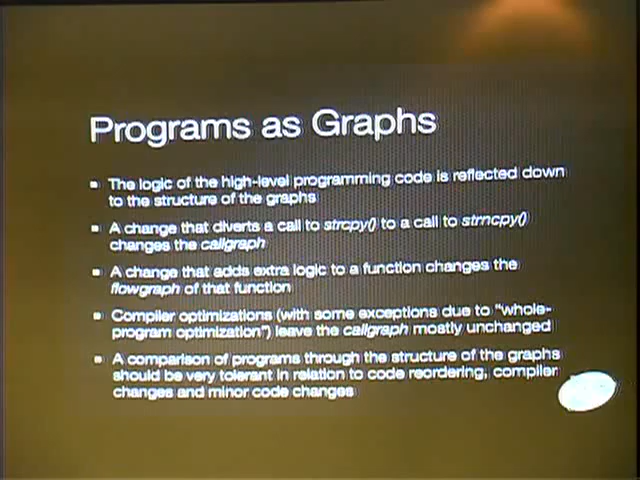 Programs as Graphs
The logic of the high-level programming code is reflected down
to the structure of the graphs
A change that diverts a call to strcpy() to a call to strncpy()
changes the callgraph
A change that adds extra logic to a function changes the
flowgraph of that function
Compiler optimizations (with some exceptions due to "whole-
program optimization") leave the callgraph mostly unchanged
A comparison of programs through the structure of the graphs
should be very tolerant in relation to code reordering, compiler
changes and minor code changes